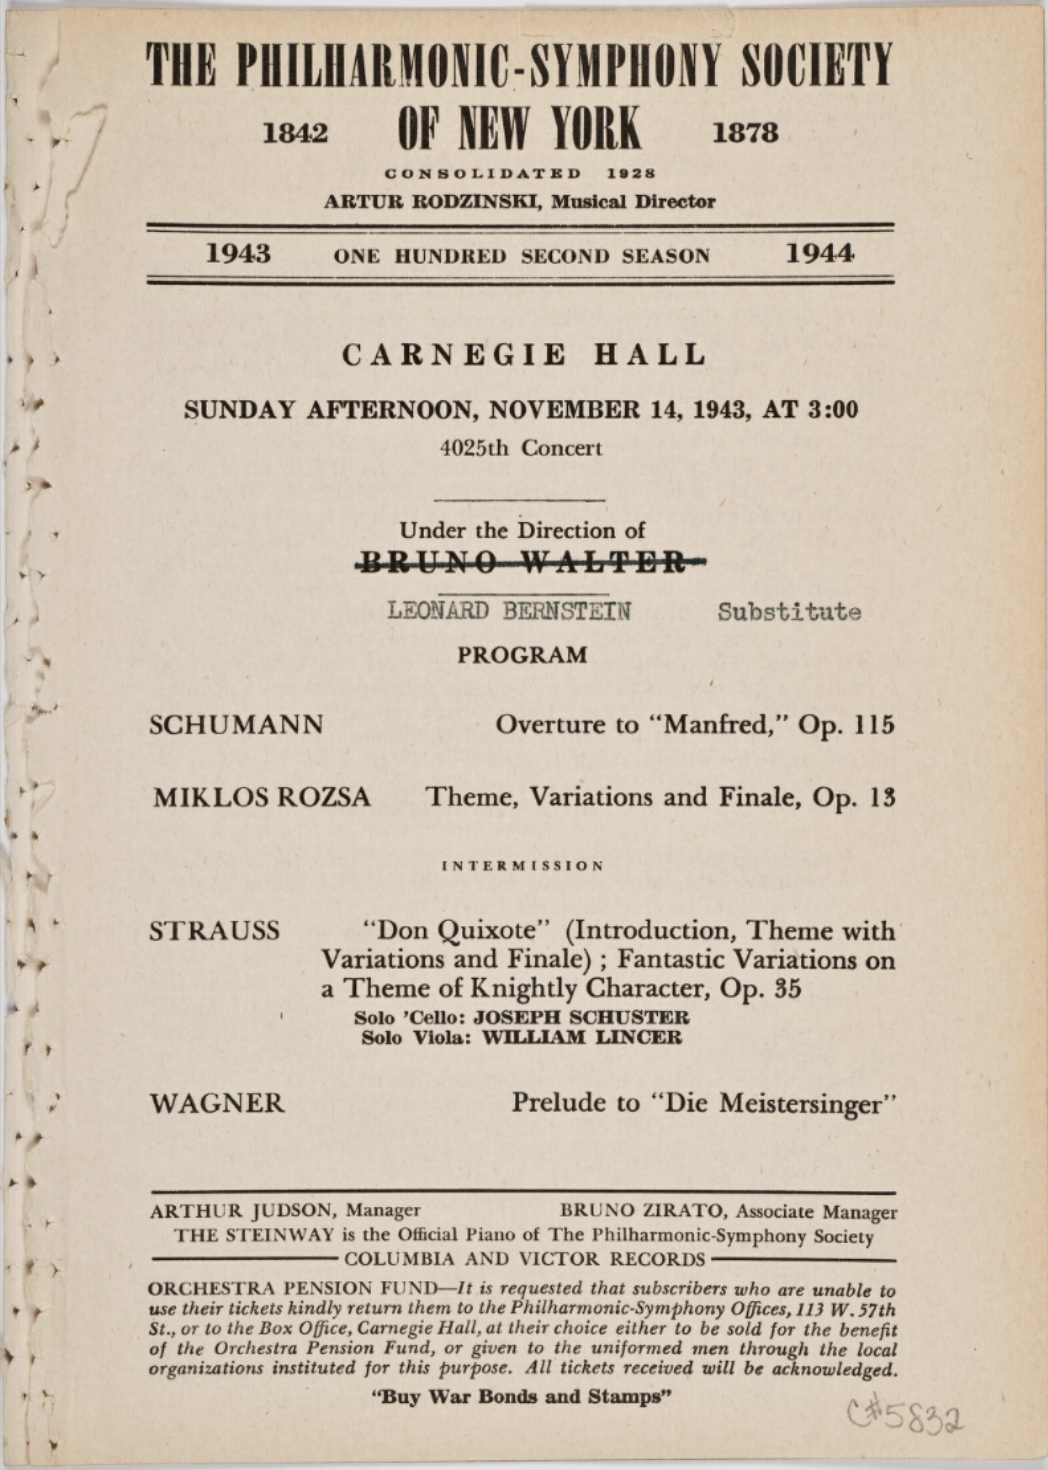 THE PHILHARMONIC-SYMPHONY SOCIETY
1842 OF NEW YORK 1878
CONSOLIDATED 1928
ARTUR RODZINSKI, Musical Director
1943 ONE HUNDRED SECOND SEASON 1944
CARNEGIE HALL
SUNDAY AFTERNOON, NOVEMBER 14, 1943, AT 3:00
4025th Concert
Under the Direction of
BRUNO WALTER
LEONARD BERNSTEIN Substitute
PROGRAM
SCHUMANN Overture to “Manfred,” Op. 115
MIKLOS ROZSA Theme, Variations and Finale, Op. 13
INTERMISSION
STRAUSS “Don Quixote” (Introduction, Theme with
Variations and Finale) ; Fantastic Variations on
a Theme of Knightly Character, Op. 35
Solo ’Cello: JOSEPH SCHUSTER
Solo Viola: WILLIAM LINCER
WAGNER Prelude to “Die Meistersinger”
ARTHUR JUDSON, Manager BRUNO ZIRATO, Associate Manager
THE STEINWAY is the Official Piano of The Philharmonic-Symphony Society
COLUMBIA AND VICTOR RECORDS
ORCHESTRA PENSION FUND—It is requested that subscribers who are unable to
use their tickets kindly return them to the Philharmonic-Symphony Offices, 113 W. 57th
St., or to the Box Office, Carnegie Hall, at their choice either to be sold for the benefit
of the Orchestra Pension Fund, or given to the uniformed men through the local
organizations instituted for this purpose. All tickets received will be acknowledged.
“Buy War Bonds and Stamps”
C#5832